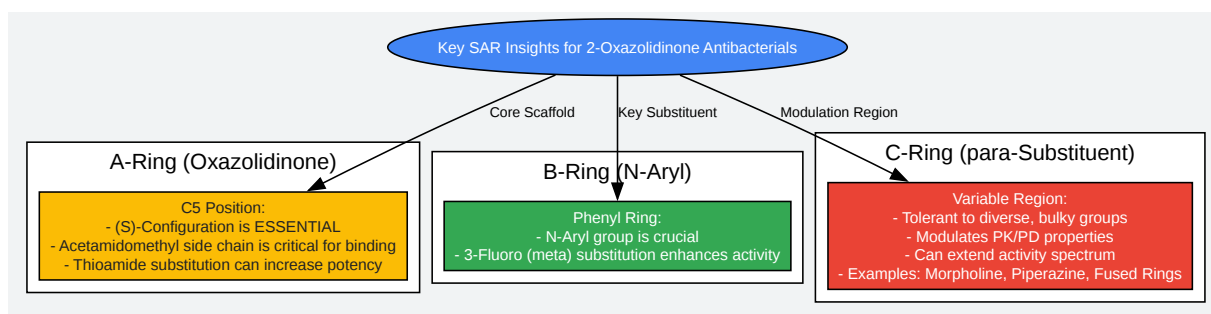 Key SAR Insights for 2-Oxazolidinone Antibacterials
Core Scaffold
Key Substituent
Modulation Region
A-Ring (Oxazolidinone)
C5 Position:
- (S)-Configuration is ESSENTIAL
- Acetamidomethyl side chain is critical for binding
- Thioamide substitution can increase potency
B-Ring (N-Aryl)
Phenyl Ring:
- N-Aryl group is crucial
- 3-Fluoro (meta) substitution enhances activity
C-Ring (para-Substituent)
Variable Region:
- Tolerant to diverse, bulky groups
- Modulates PK/PD properties
- Can extend activity spectrum
- Examples: Morpholine, Piperazine, Fused Rings